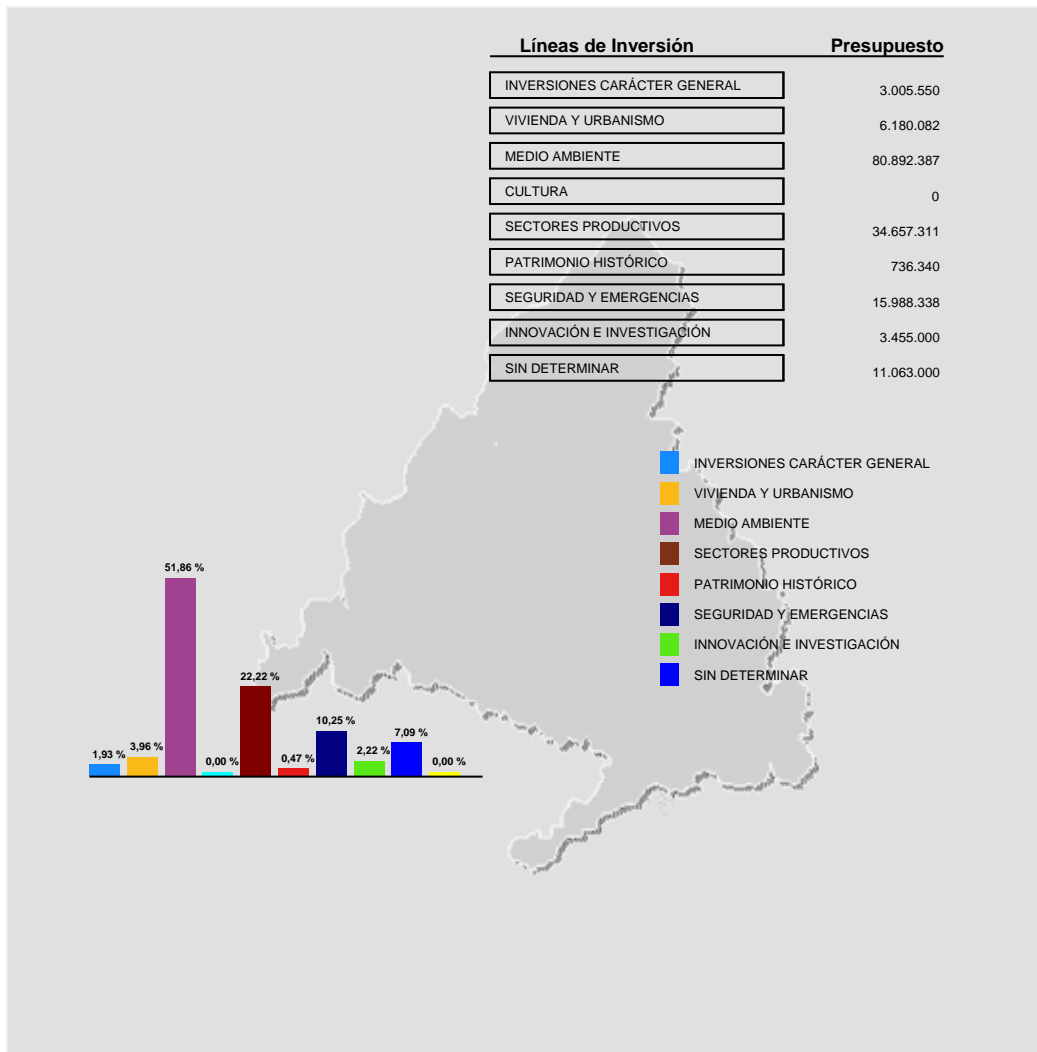 Líneas de Inversión Presupuesto
INVERSIONES CARÁCTER GENERAL 3.005.550
VIVIENDA Y URBANISMO 6.180.082
MEDIO AMBIENTE 80.892.387
CULTURA 0
SECTORES PRODUCTIVOS 34.657.311
PATRIMONIO HISTÓRICO 736.340
SEGURIDAD Y EMERGENCIAS 15.988.338
INNOVACIÓN E INVESTIGACIÓN 3.455.000
SIN DETERMINAR 11.063.000
INVERSIONES CARÁCTER GENERAL
VIVIENDA Y URBANISMO
MEDIO AMBIENTE
SECTORES PRODUCTIVOS
PATRIMONIO HISTÓRICO
SEGURIDAD Y EMERGENCIAS
INNOVACIÓN E INVESTIGACIÓN
SIN DETERMINAR
1,93 % 3,96 % 51,86 % 0,00 % 22,22 % 0,47 % 10,25 % 2,22 % 7,09 % 0,00 %